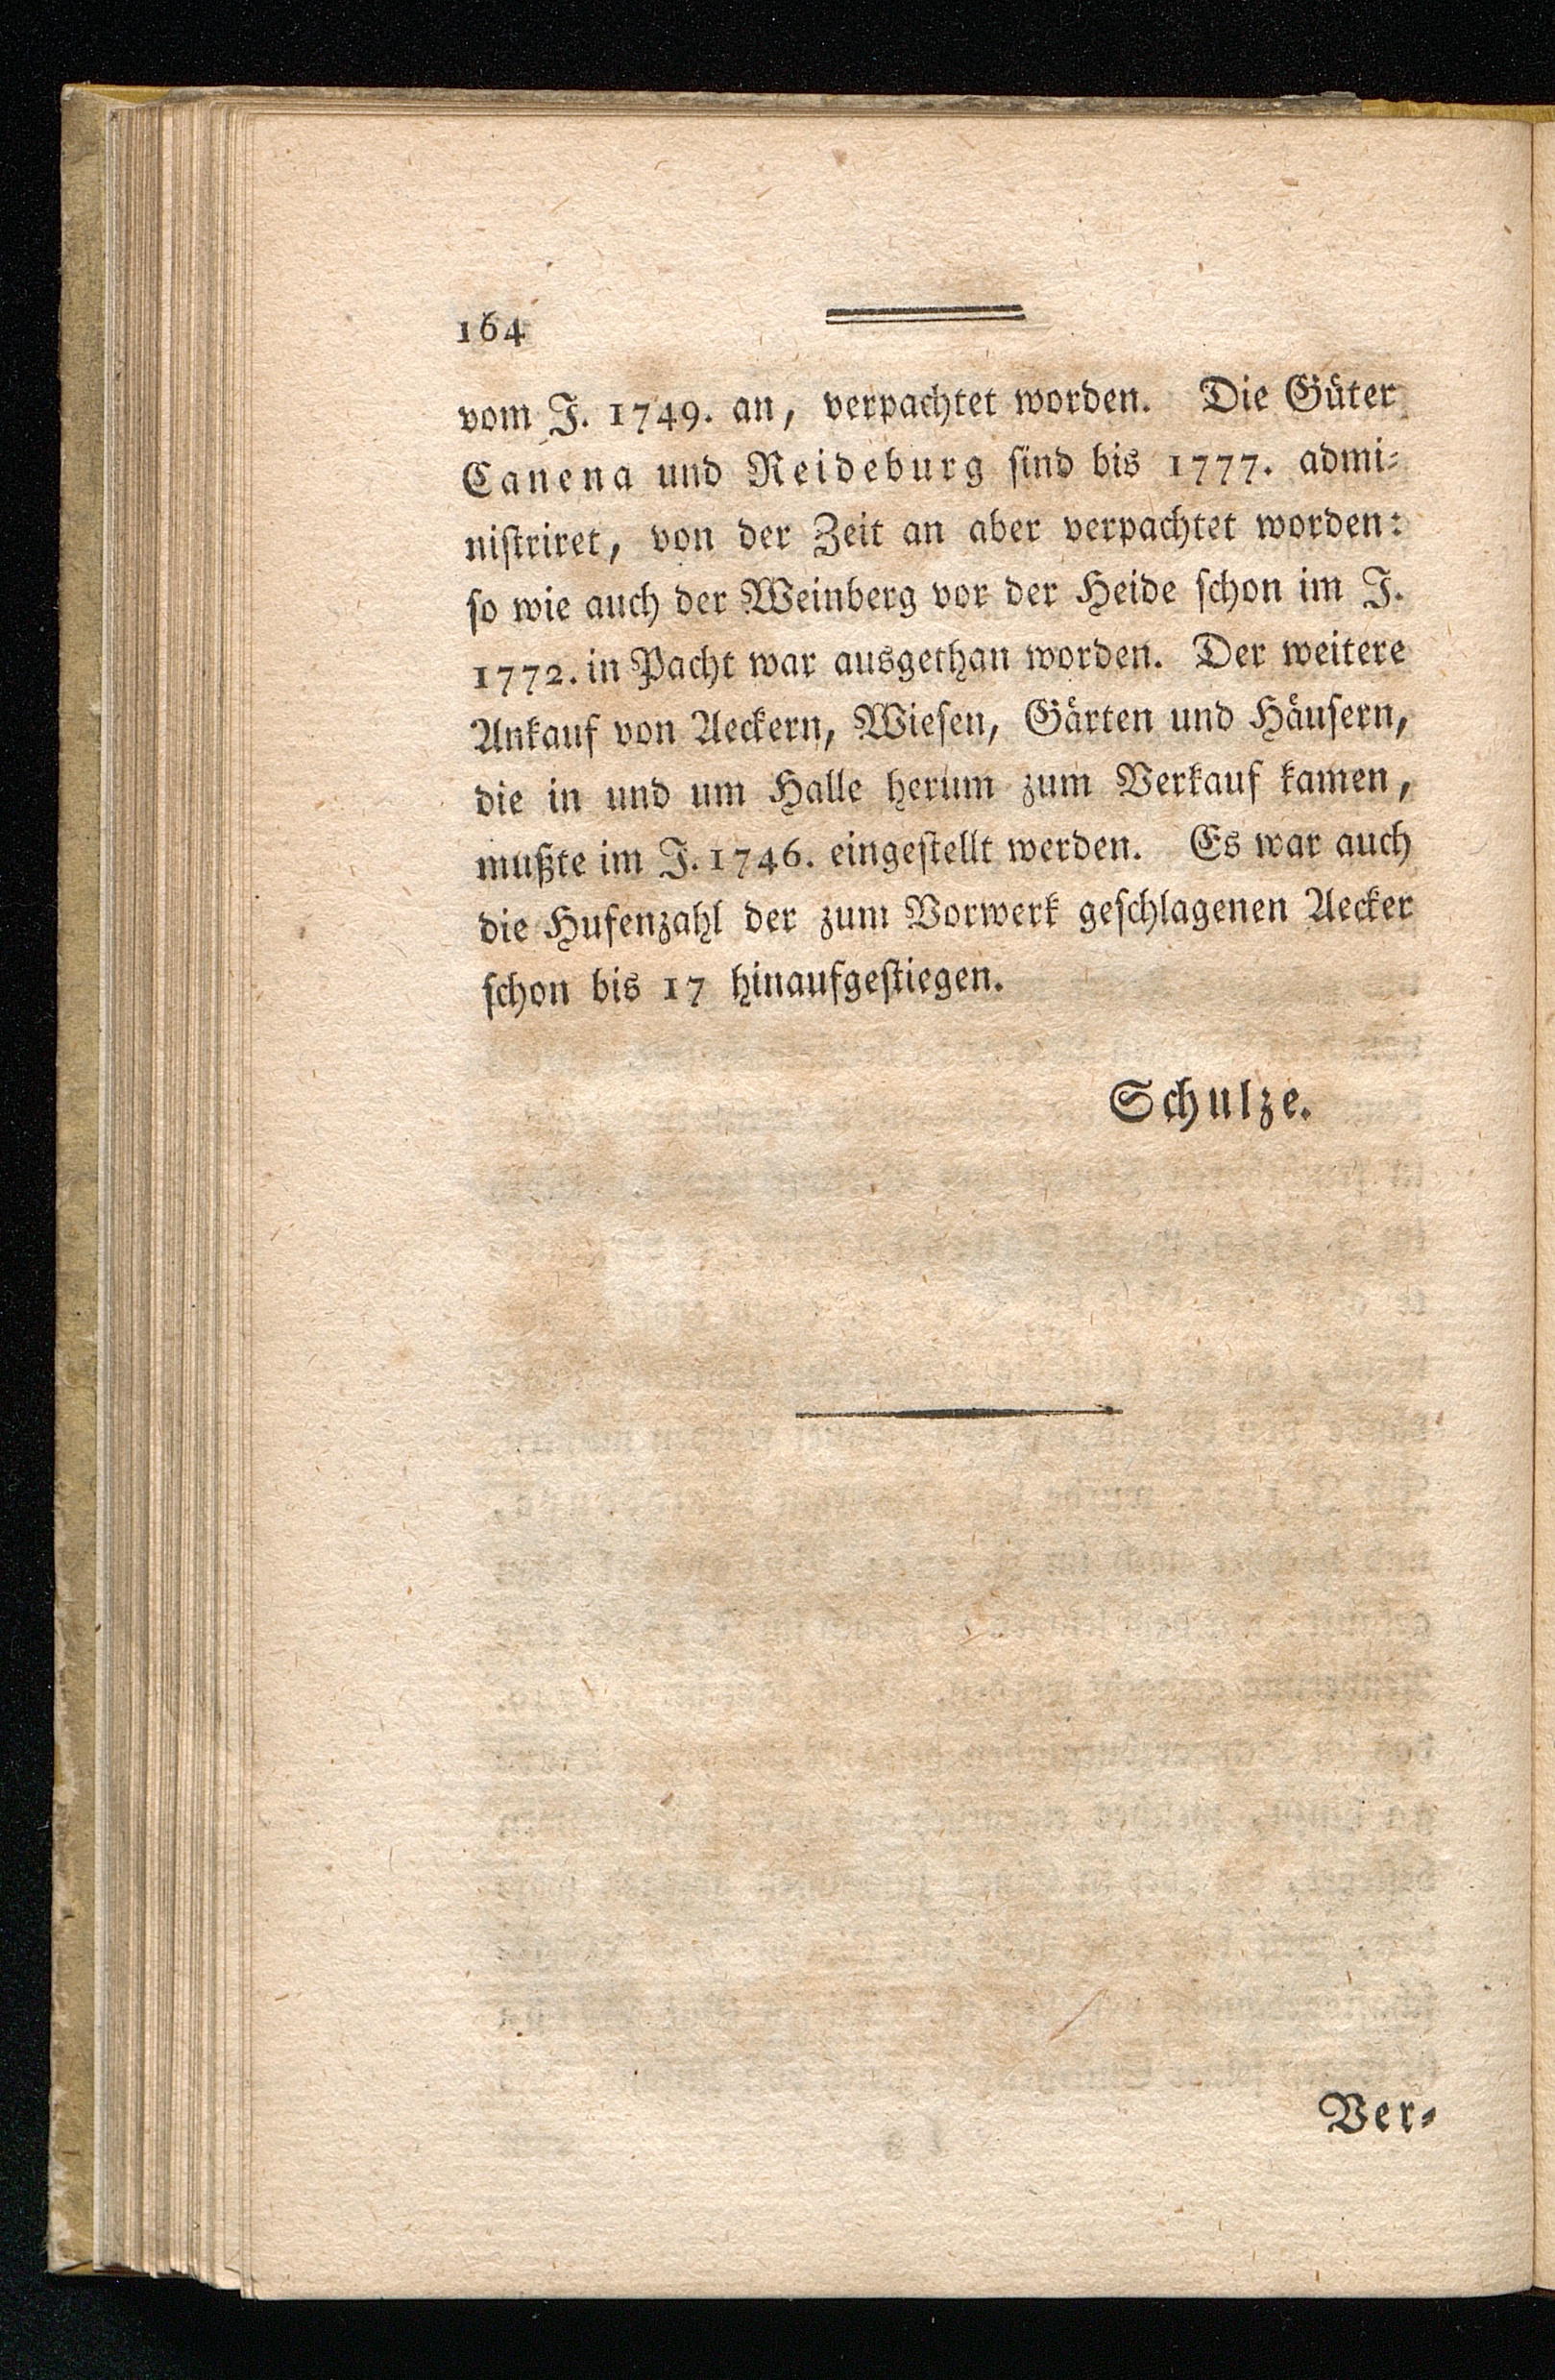 164
vom J. 1749. an, verpachtet worden. Die Güter
Canena und Reideburg ſind bis 1777. admi⸗
niſtriret, von der Zeit an aber verpachtet worden:
ſo wie auch der Weinberg vor der Heide ſchon im J.
1772. in Pacht war ausgethan worden. Der weitere
Ankauf von Aeckern, Wieſen, Gärten und Häuſern,
die in und um Halle herum zum Verkauf kamen,
mußte im J. 1746. eingeſtellt werden. Es war auch
die Hufenzahl der zum Vorwerk geſchlagenen Aecker
ſchon bis 17 hinaufgeſtiegen.
Schulze.
Ver⸗